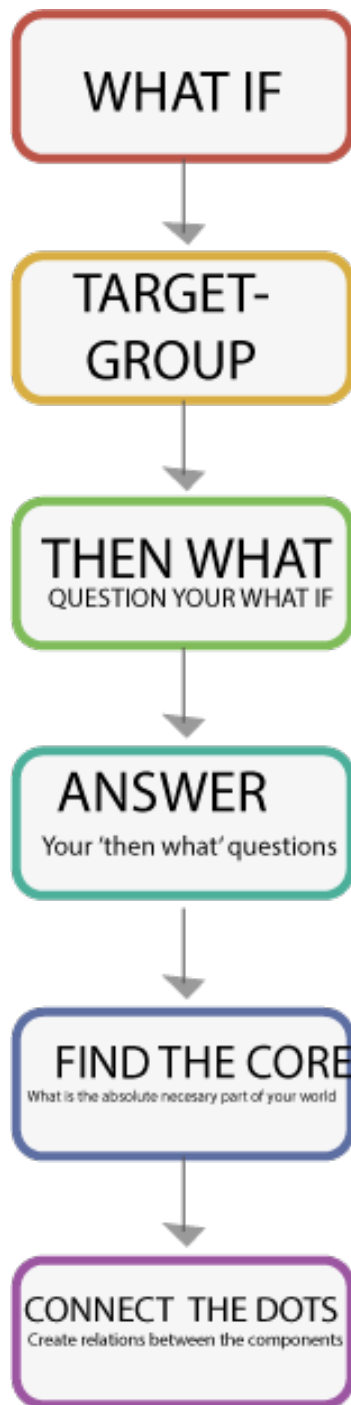 WHAT IF
TARGET-
GROUP
THEN WHAT
QUESTION YOUR WHAT IF
ANSWER
Your 'then what' questions
FIND THE CORE
What is the absolute necesary part of your world
CONNECT THE DOTS
Create relations between the components